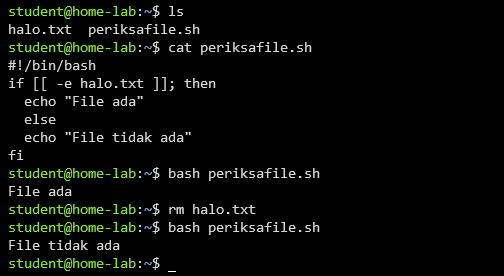 student@home-lab:~$ ls
halo.txt  periksafile.sh
student@home-lab:~$ cat periksafile.sh
#!/bin/bash
if [[ -e halo.txt ]]; then
  echo "File ada"
  else
  echo "File tidak ada"
fi
student@home-lab:~$ bash periksafile.sh
File ada
student@home-lab:~$ rm halo.txt
student@home-lab:~$ bash periksafile.sh
File tidak ada
student@home-lab:~$ _